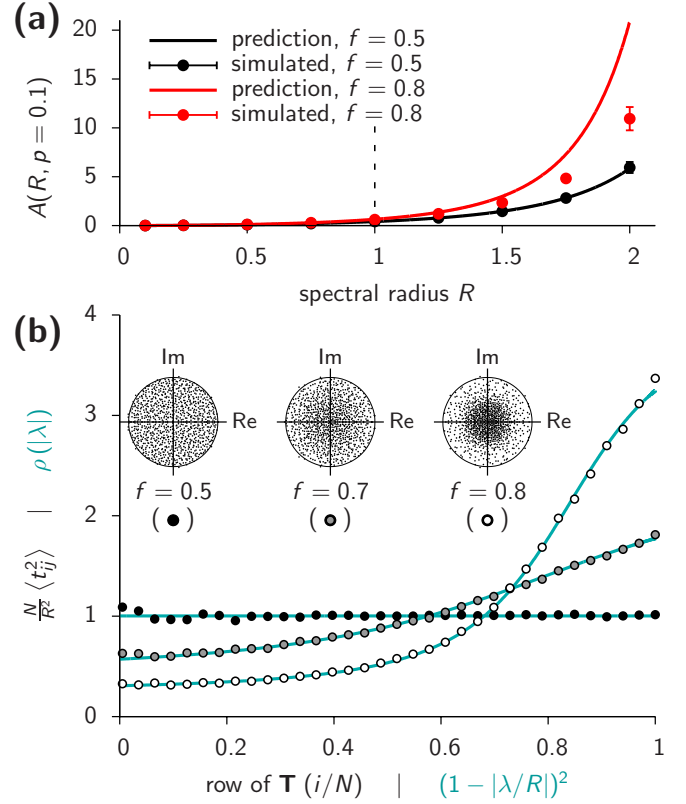 (a)
20
15
10
5
0
A(R, p = 0.1)
prediction, f = 0.5
simulated, f = 0.5
prediction, f = 0.8
simulated, f = 0.8
0 0.5 1 1.5 2
spectral radius R
(b)
4
3
2
1
0
N/R² ⟨t²ij⟩ | ρ(|λ|)
Im Im Im
Re Re Re
f = 0.5 f = 0.7 f = 0.8
(●) (●) (○)
0 0.2 0.4 0.6 0.8 1
row of T (i/N) | (1 − |λ/R|)²